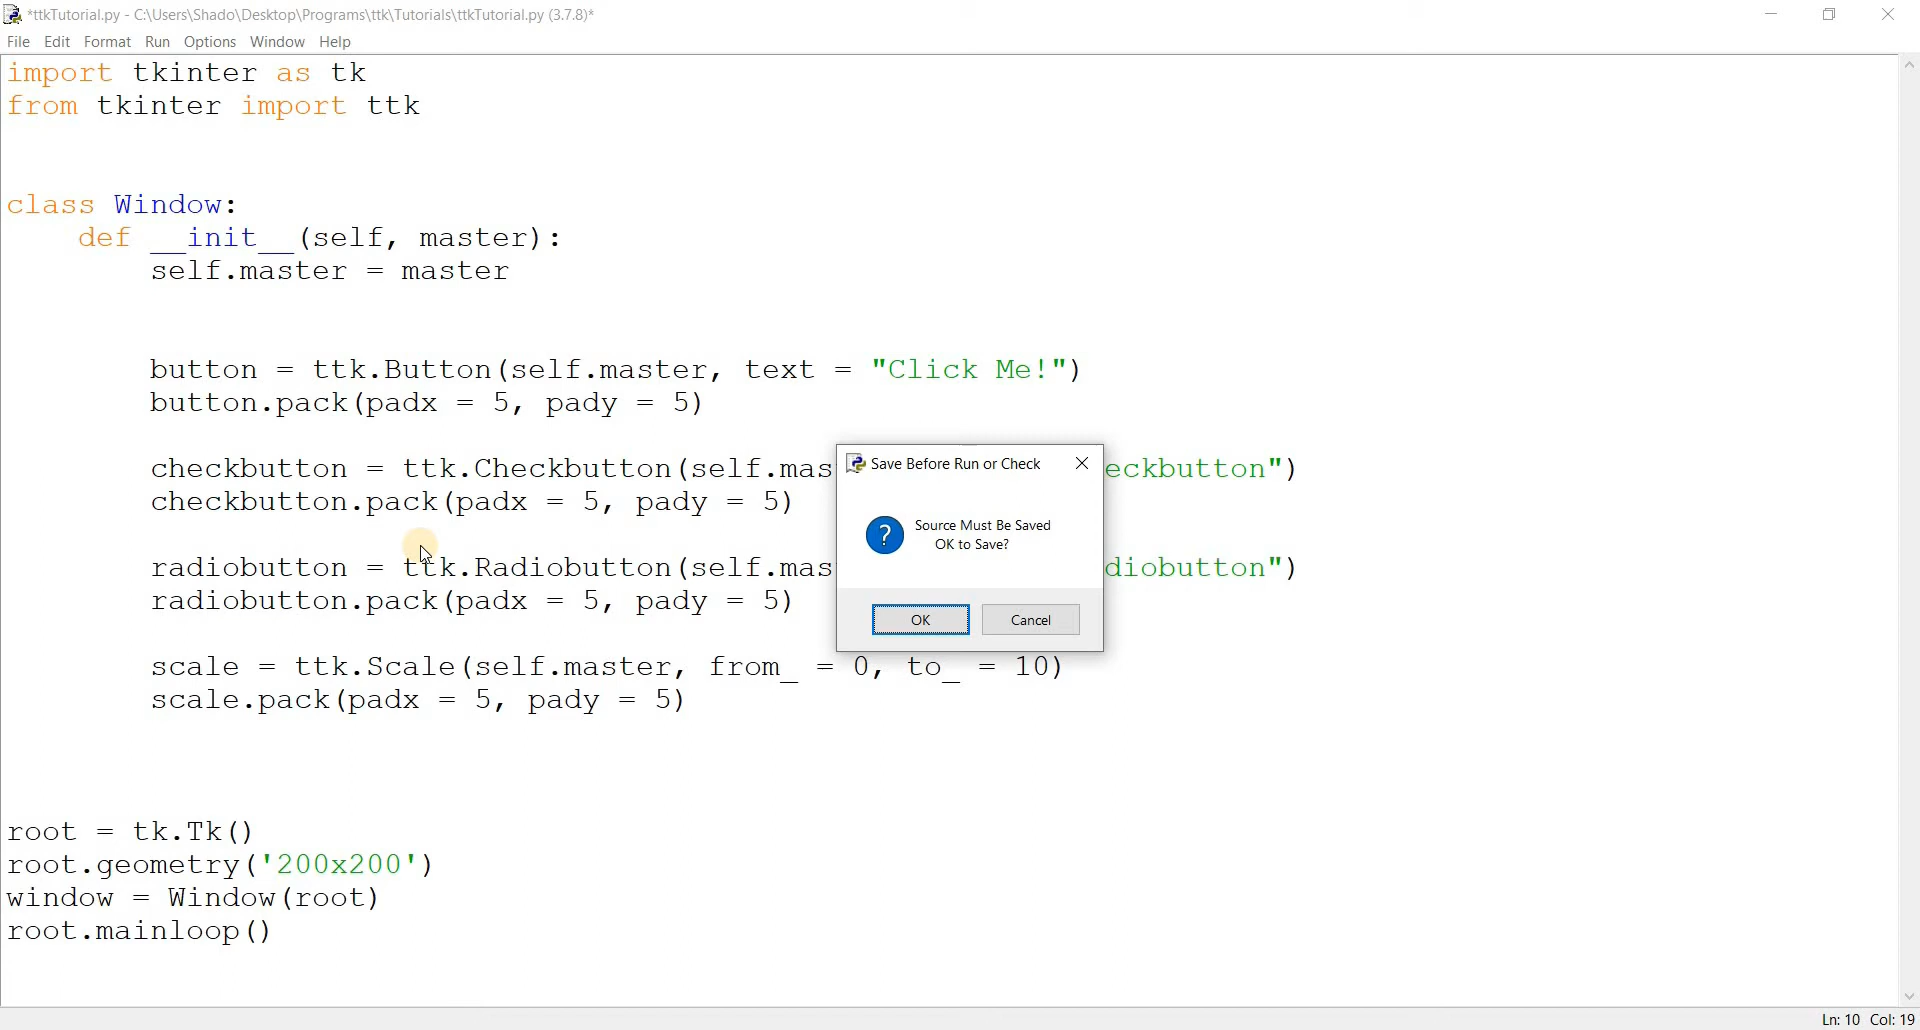 *ttkTutorial.py - C:\Users\Shado\Desktop\Programs\ttk\Tutorials\ttkTutorial.py (3.7.8)*
File Edit Format Run Options Window Help
import tkinter as tk
from tkinter import ttk
class Window:
def __init__(self, master):
self.master = master
button = ttk.Button(self.master, text = "Click Me!")
button.pack(padx = 5, pady = 5)
checkbutton = ttk.Checkbutton(self.mas eckbutton")
checkbutton.pack(padx = 5, pady = 5)
radiobutton = ttk.Radiobutton(self.mas diobutton")
radiobutton.pack(padx = 5, pady = 5)
scale = ttk.Scale(self.master, from_ = 0, to_ = 10)
scale.pack(padx = 5, pady = 5)
root = tk.Tk()
root.geometry('200x200')
window = Window(root)
root.mainloop()
Save Before Run or Check
Source Must Be Saved
OK to Save?
OK Cancel
Ln: 10 Col: 19